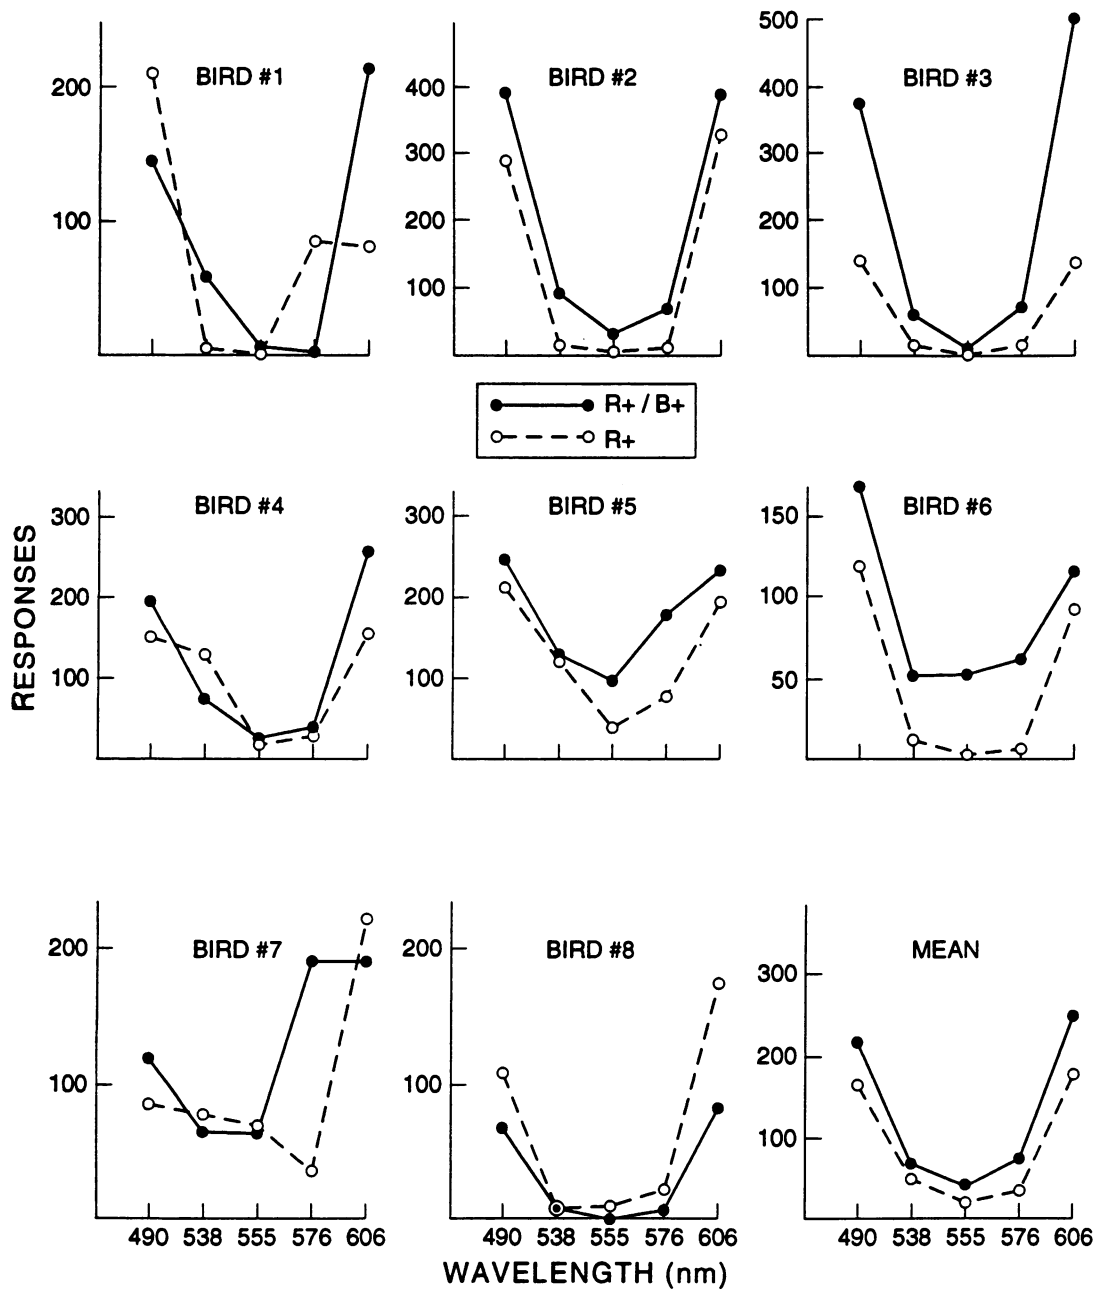 BIRD #1
200
100
BIRD #2
400
300
200
100
BIRD #3
500
400
300
200
100
R+ / B+
R+
RESPONSES
BIRD #4
300
200
100
BIRD #5
300
200
100
BIRD #6
150
100
50
BIRD #7
200
100
490 538 555 576 606
BIRD #8
200
100
490 538 555 576 606
MEAN
300
200
100
490 538 555 576 606
WAVELENGTH (nm)